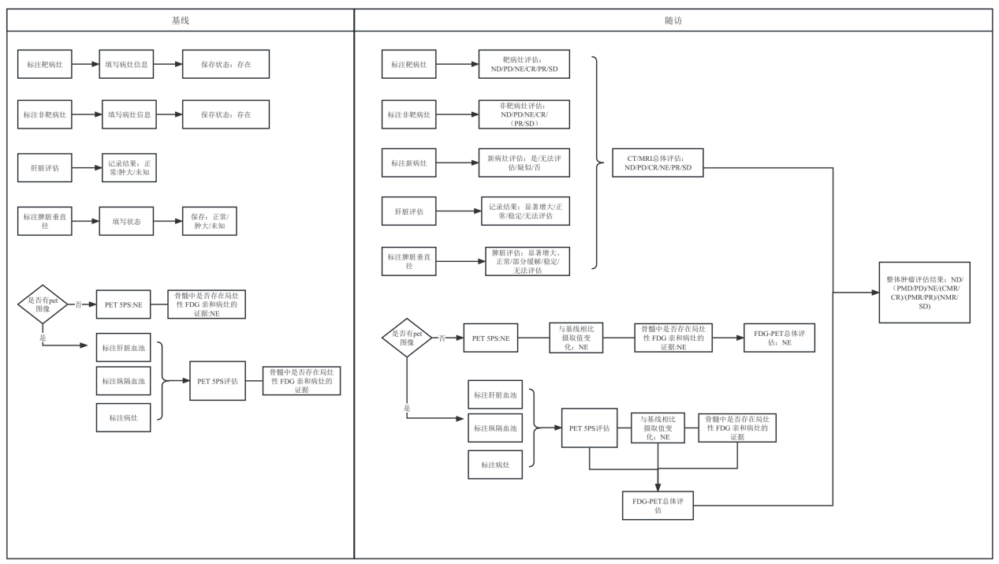 基线
随访
标注靶病灶
填写病灶信息
保存状态：存在
标注非靶病灶
填写病灶信息
保存状态：存在
肝脏评估
记录结果：正
常/肿大/未知
标注脾脏垂直
径
填写状态
保存：正常/
肿大/未知
是否有pet
图像
否
PET 5PS:NE
骨髓中是否存在局灶
性 FDG 亲和病灶的
证据:NE
是
标注肝脏血池
标注纵隔血池
标注病灶
PET 5PS评估
骨髓中是否存在局灶
性 FDG 亲和病灶的
证据
标注靶病灶
靶病灶评估：
ND/PD/NE/CR/PR/SD
标注非靶病灶
非靶病灶评估：
ND/PD/NE/CR/
（PR/SD）
标注新病灶
新病灶评估：是/无法评
估/疑似/否
肝脏评估
记录结果：显著增大/正
常/稳定/无法评估
标注脾脏垂直
径
脾脏评估：显著增大、
正常/部分缓解/稳定/
无法评估
CT/MRI总体评估：
ND/PD/CR/NE/PR/SD
整体肿瘤评估结果：ND/
（PMD/PD)/NE/(CMR/
CR)/(PMR/PR)/(NMR/
SD)
是否有pet
图像
否
PET 5PS:NE
与基线相比
摄取值变
化：NE
骨髓中是否存在局灶
性 FDG 亲和病灶的
证据:NE
FDG-PET总体评
估：NE
是
标注肝脏血池
标注纵隔血池
标注病灶
PET 5PS评估
与基线相比
摄取值变
化：NE
骨髓中是否存在局灶
性 FDG 亲和病灶的
证据
FDG-PET总体评
估